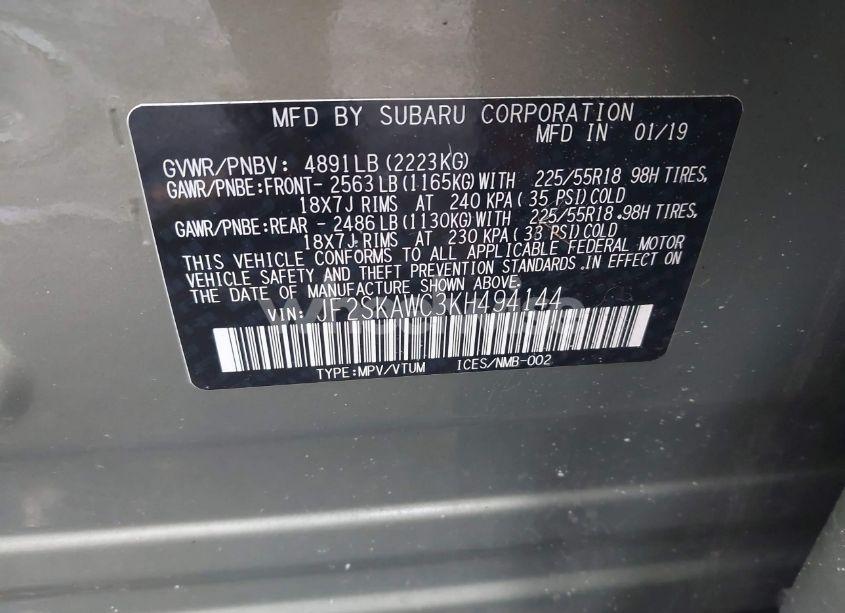 MFD BY SUBARU CORPORATION
MFD IN 01/19
GVWR/PNBV: 4891LB (2223KG)
GAWR/PNBE:FRONT- 2563LB (1165KG)WITH 225/55R18 98H TIRES,
18X7J RIMS AT 240 KPA (35 PSI)COLD
GAWR/PNBE:REAR - 2486LB (1130KG)WITH 225/55R18 98H TIRES,
18X7J RIMS AT 230 KPA (33 PSI)COLD
THIS VEHICLE CONFORMS TO ALL APPLICABLE FEDERAL MOTOR
VEHICLE SAFETY AND THEFT PREVENTION STANDARDS IN EFFECT ON
THE DATE OF MANUFACTURE SHOWN ABOVE.
VIN: JF2SKAWC3KH494144
TYPE:MPV/VTUM ICES/NMB-002